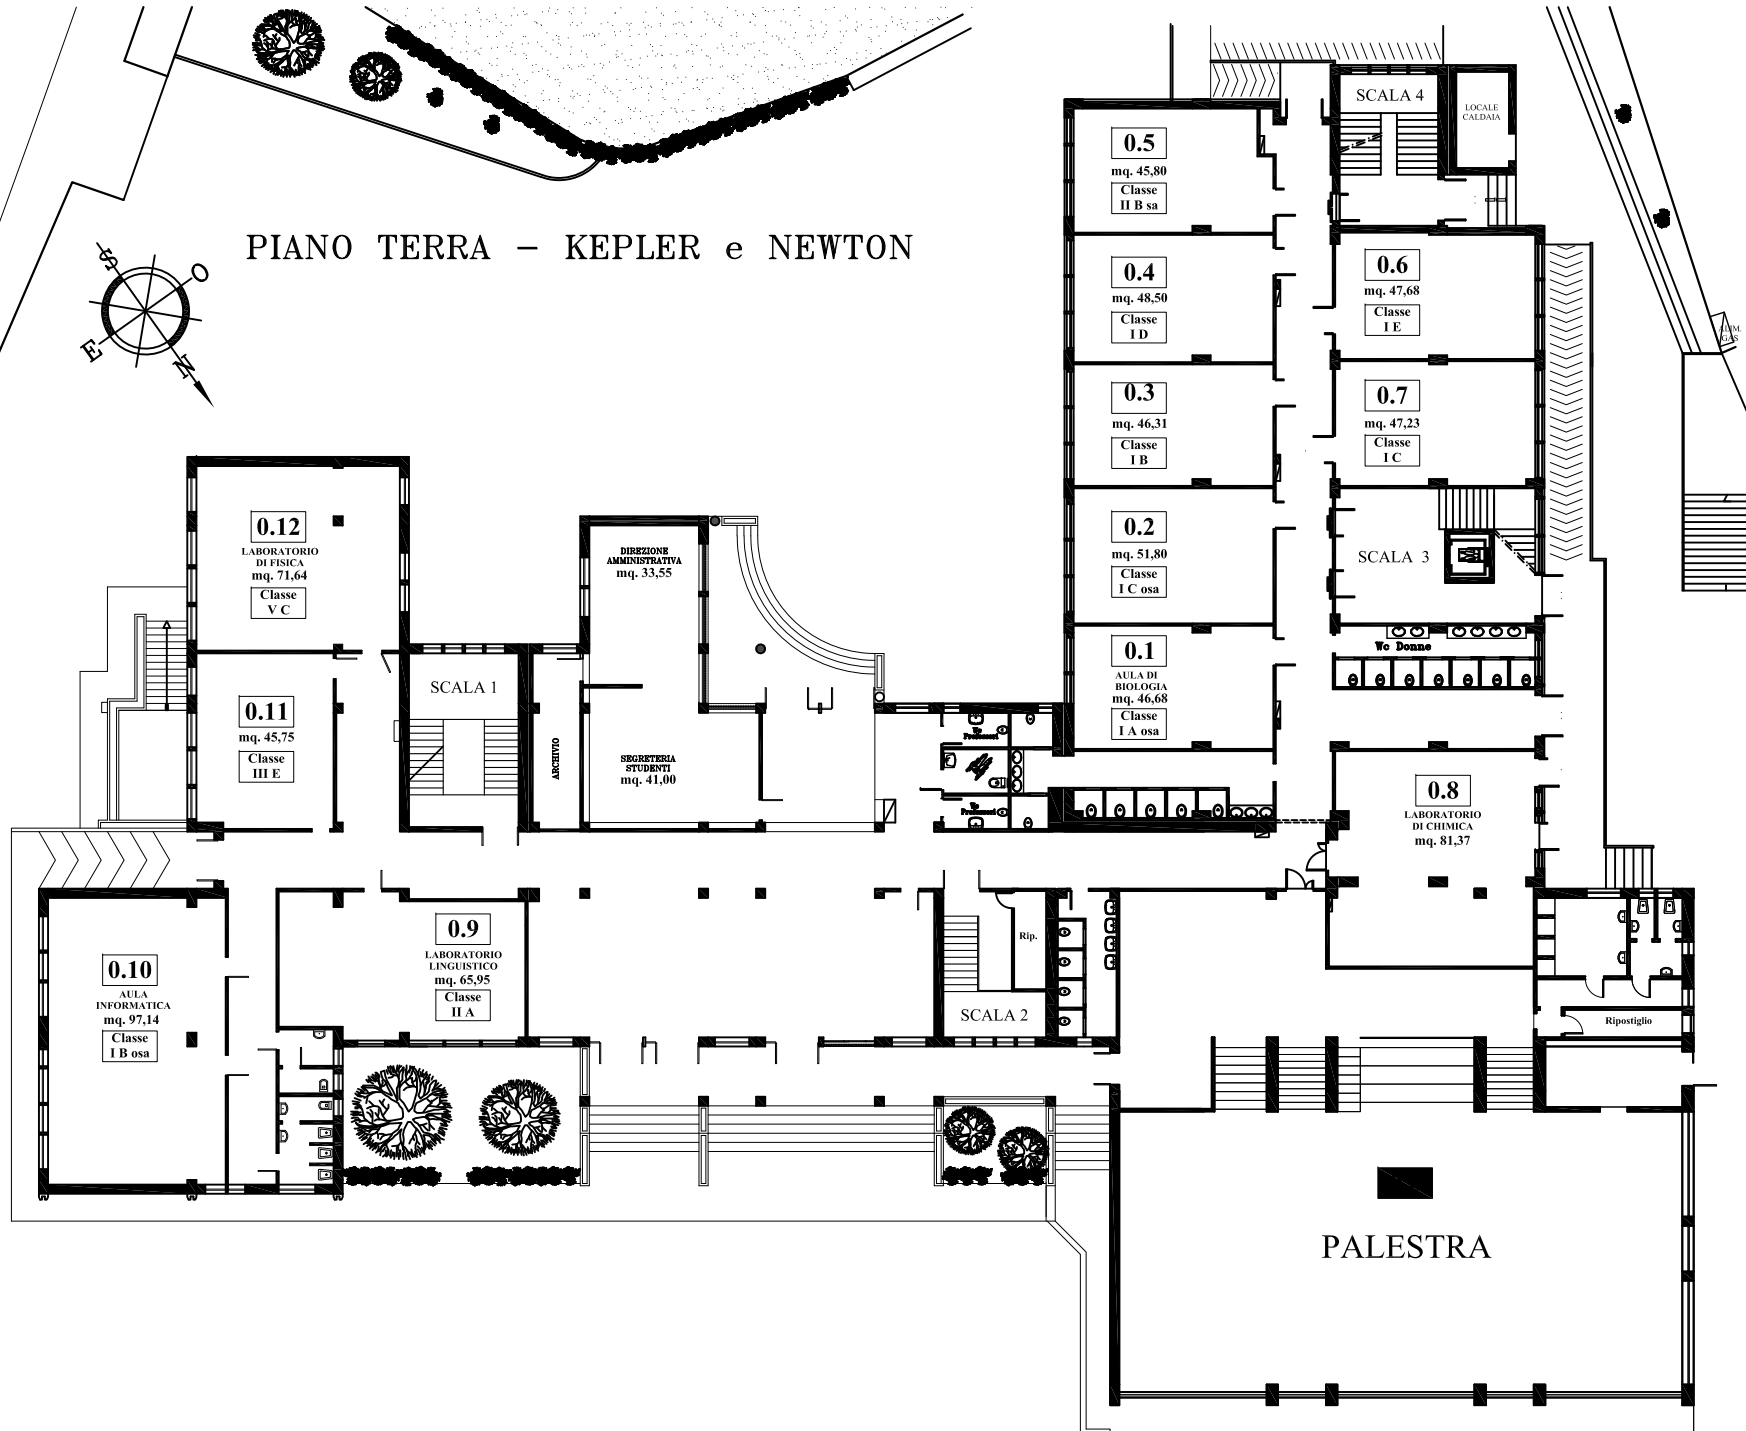 PIANO TERRA – KEPLER e NEWTON
S
O
E
N
SCALA 4
LOCALE
CALDAIA
0.5
mq. 45,80
Classe
II B sa
0.4
mq. 48,50
Classe
I D
0.6
mq. 47,68
Classe
I E
ALIM.
GAS
0.3
mq. 46,31
Classe
I B
0.7
mq. 47,23
Classe
I C
0.2
mq. 51,80
Classe
I C osa
SCALA 3
0.12
LABORATORIO
DI FISICA
mq. 71,64
Classe
V C
DIREZIONE
AMMINISTRATIVA
mq. 33,55
0.1
AULA DI
BIOLOGIA
mq. 46,68
Classe
I A osa
Wc Donne
0.11
mq. 45,75
Classe
III E
SCALA 1
ARCHIVIO
SEGRETERIA
STUDENTI
mq. 41,00
Professori
Professori
0.8
LABORATORIO
DI CHIMICA
mq. 81,37
0.9
LABORATORIO
LINGUISTICO
mq. 65,95
Classe
II A
Rip.
SCALA 2
0.10
AULA
INFORMATICA
mq. 97,14
Classe
I B osa
Ripostiglio
PALESTRA